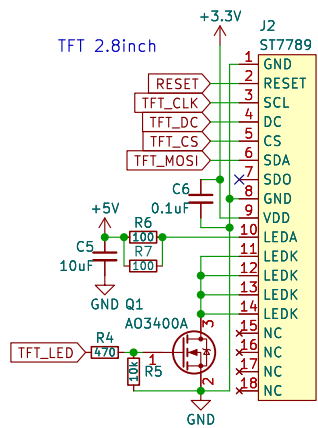 +3.3V
J2
TFT 2.8inch
ST7789
1 GND
RESET 2 RESET
TFT_CLK 3 SCL
TFT_DC 4 DC
TFT_CS 5 CS
TFT_MOSI 6 SDA
7 SDO
C6
0.1uF
8 GND
9 VDD
+5V
R6
100
10 LEDA
C5
10uF
R7
100
11 LEDK
12 LEDK
13 LEDK
14 LEDK
GND
Q1
AO3400A
3
15 NC
16 NC
17 NC
18 NC
TFT_LED
R4
470
1
R5
10k
2
GND